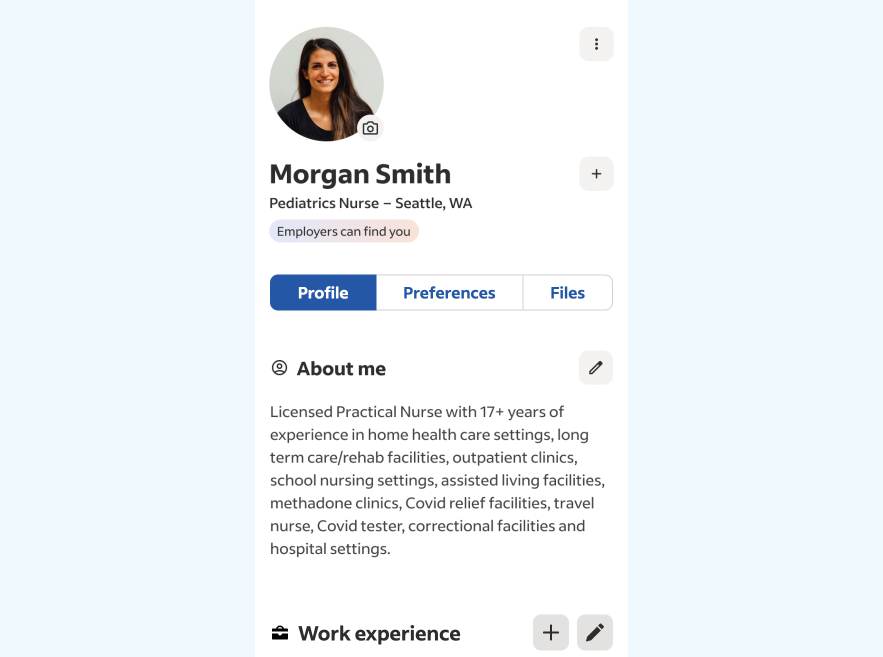 Morgan Smith
Pediatrics Nurse – Seattle, WA
Employers can find you
Profile Preferences Files
About me
Licensed Practical Nurse with 17+ years of
experience in home health care settings, long
term care/rehab facilities, outpatient clinics,
school nursing settings, assisted living facilities,
methadone clinics, Covid relief facilities, travel
nurse, Covid tester, correctional facilities and
hospital settings.
Work experience